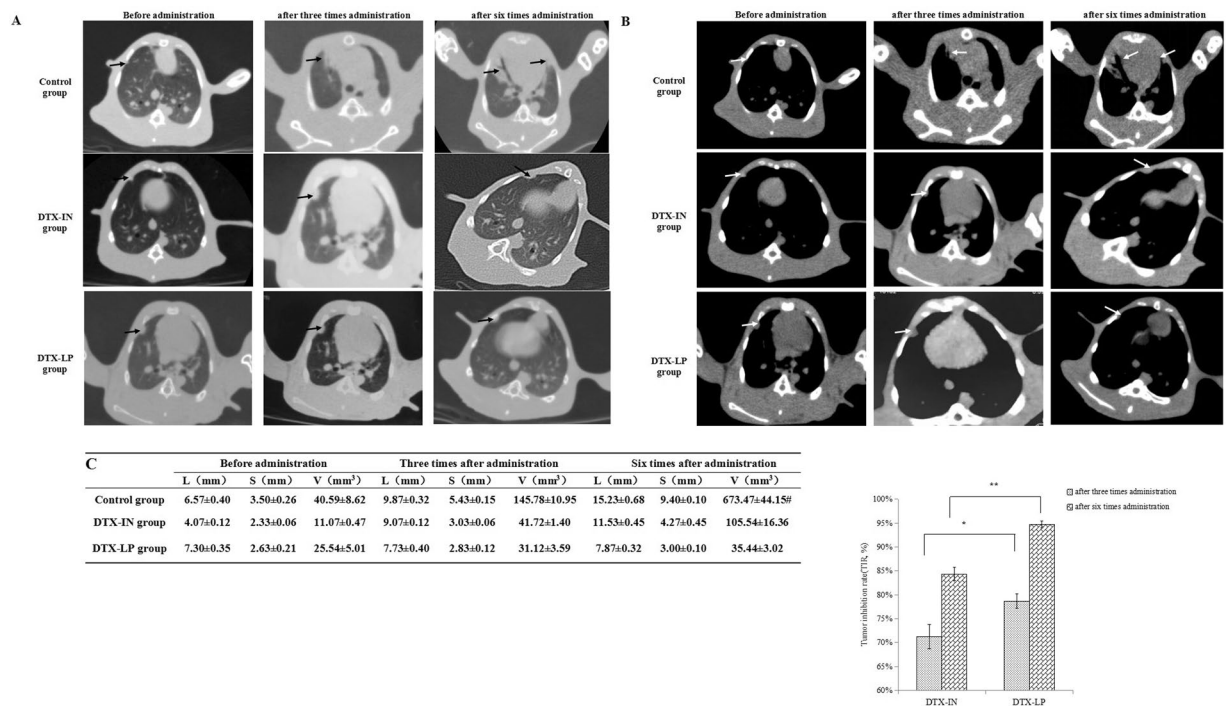 A
Before administration after three times administration after six times administration
Control group
DTX-IN group
DTX-LP group
B
Before administration after three times administration after six times administration
Control group
DTX-IN group
DTX-LP group
C
Before administration Three times after administration Six times after administration
L（mm） S（mm） V（mm³） L（mm） S（mm） V（mm³） L（mm） S（mm） V（mm³）
Control group 6.57±0.40 3.50±0.26 40.59±8.62 9.87±0.32 5.43±0.15 145.78±10.95 15.23±0.68 9.40±0.10 673.47±44.15#
DTX-IN group 4.07±0.12 2.33±0.06 11.07±0.47 9.07±0.12 3.03±0.06 41.72±1.40 11.53±0.45 4.27±0.45 105.54±16.36
DTX-LP group 7.30±0.35 2.63±0.21 25.54±5.01 7.73±0.40 2.83±0.12 31.12±3.59 7.87±0.32 3.00±0.10 35.44±3.02
Tumor inhibition rate(TIR, %)
100%
95%
90%
85%
80%
75%
70%
65%
60%
*
**
DTX-IN DTX-LP
after three times administration
after six times administration